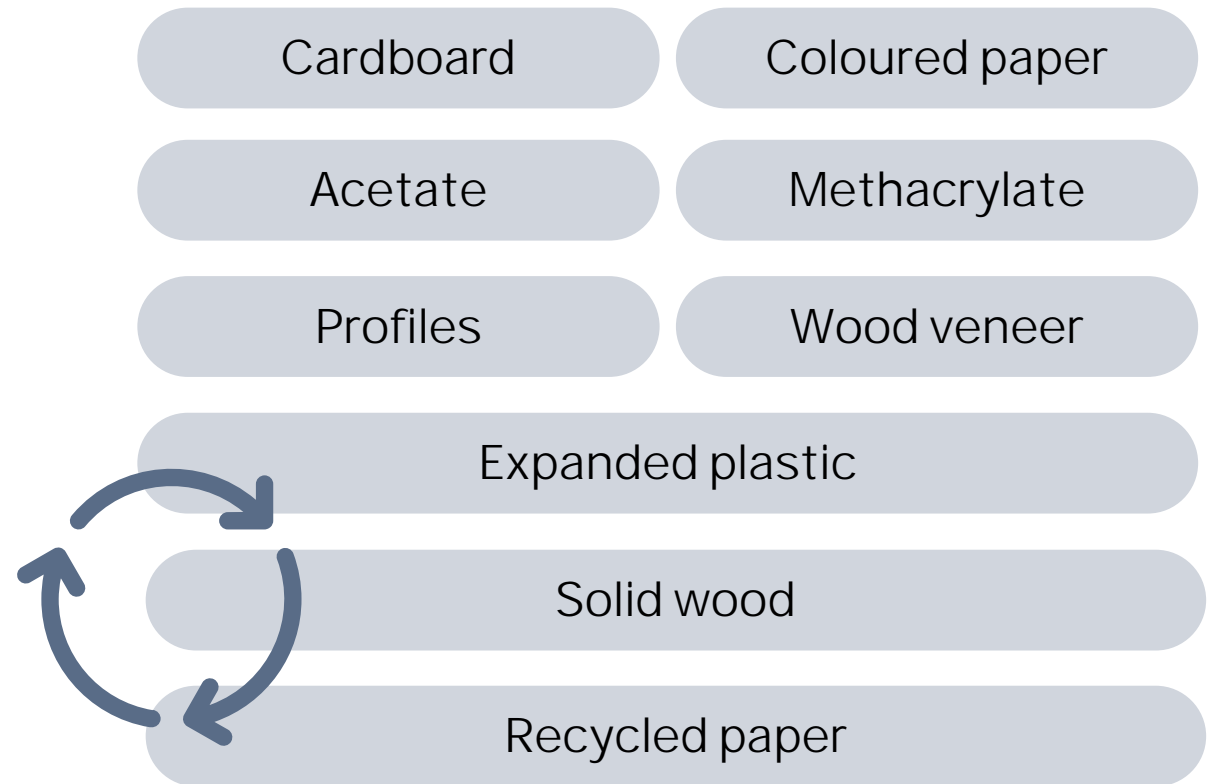 Cardboard
Coloured paper
Acetate
Methacrylate
Profiles
Wood veneer
Expanded plastic
Solid wood
Recycled paper